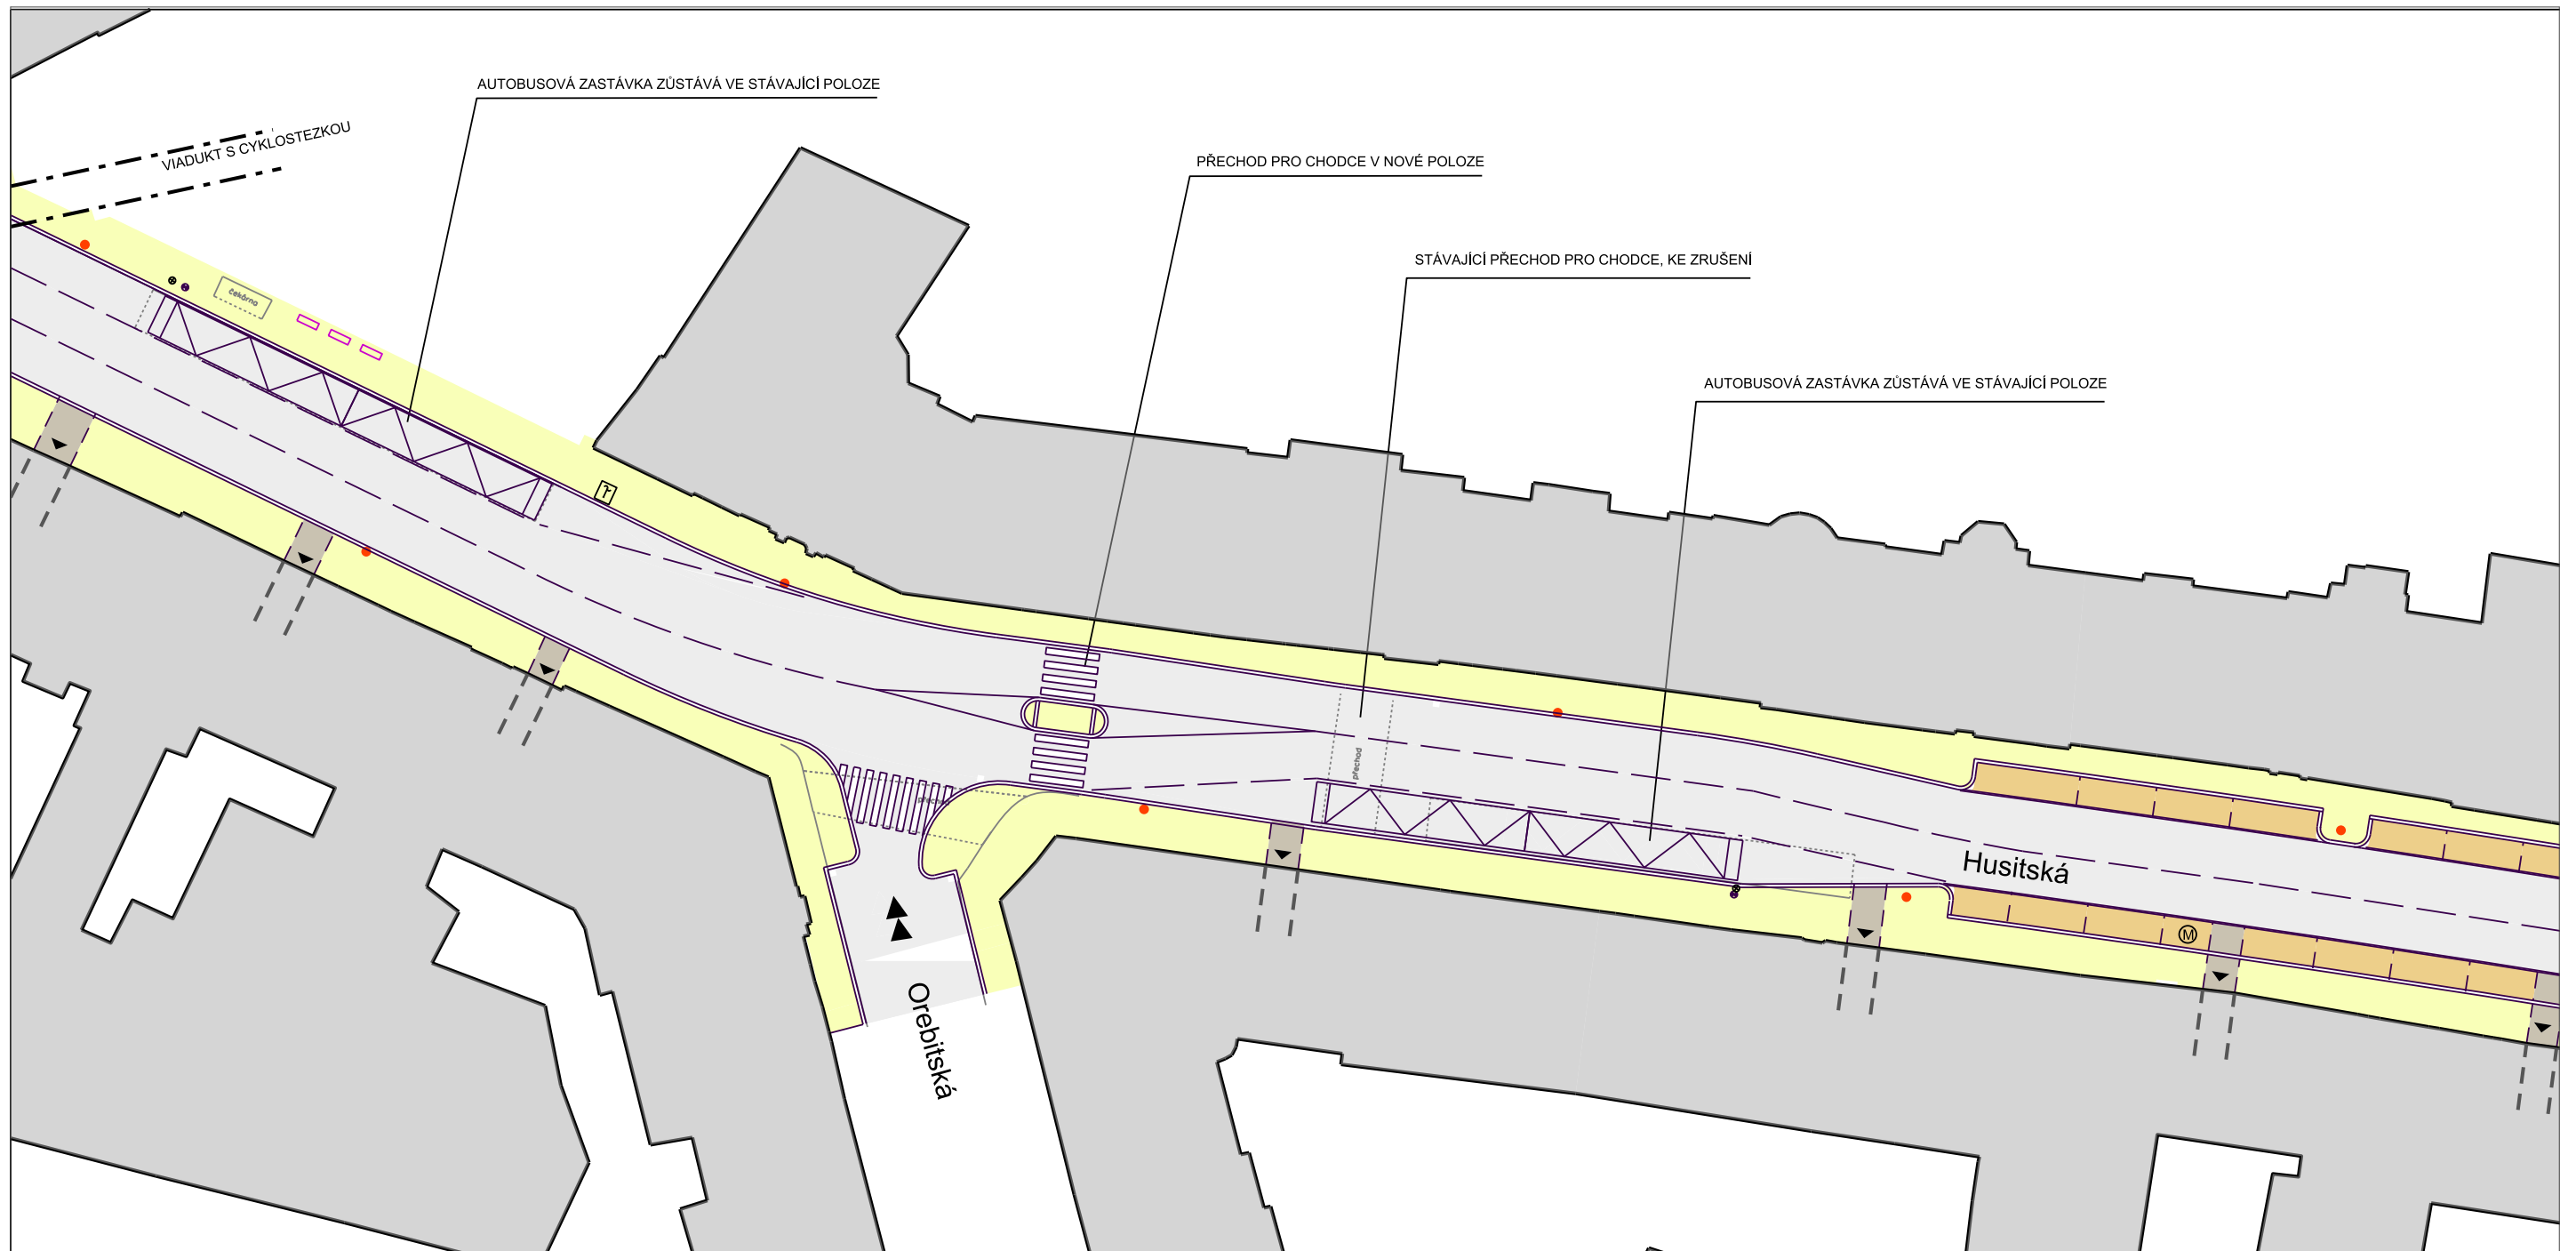 AUTOBUSOVÁ ZASTÁVKA ZŮSTÁVÁ VE STÁVAJÍCÍ POLOZE
VIADUKT S CYKLOSTEZKOU
PŘECHOD PRO CHODCE V NOVÉ POLOZE
STÁVAJÍCÍ PŘECHOD PRO CHODCE, KE ZRUŠENÍ
čekárna
AUTOBUSOVÁ ZASTÁVKA ZŮSTÁVÁ VE STÁVAJÍCÍ POLOZE
přechod
přechod
Husitská
M
Orebitská